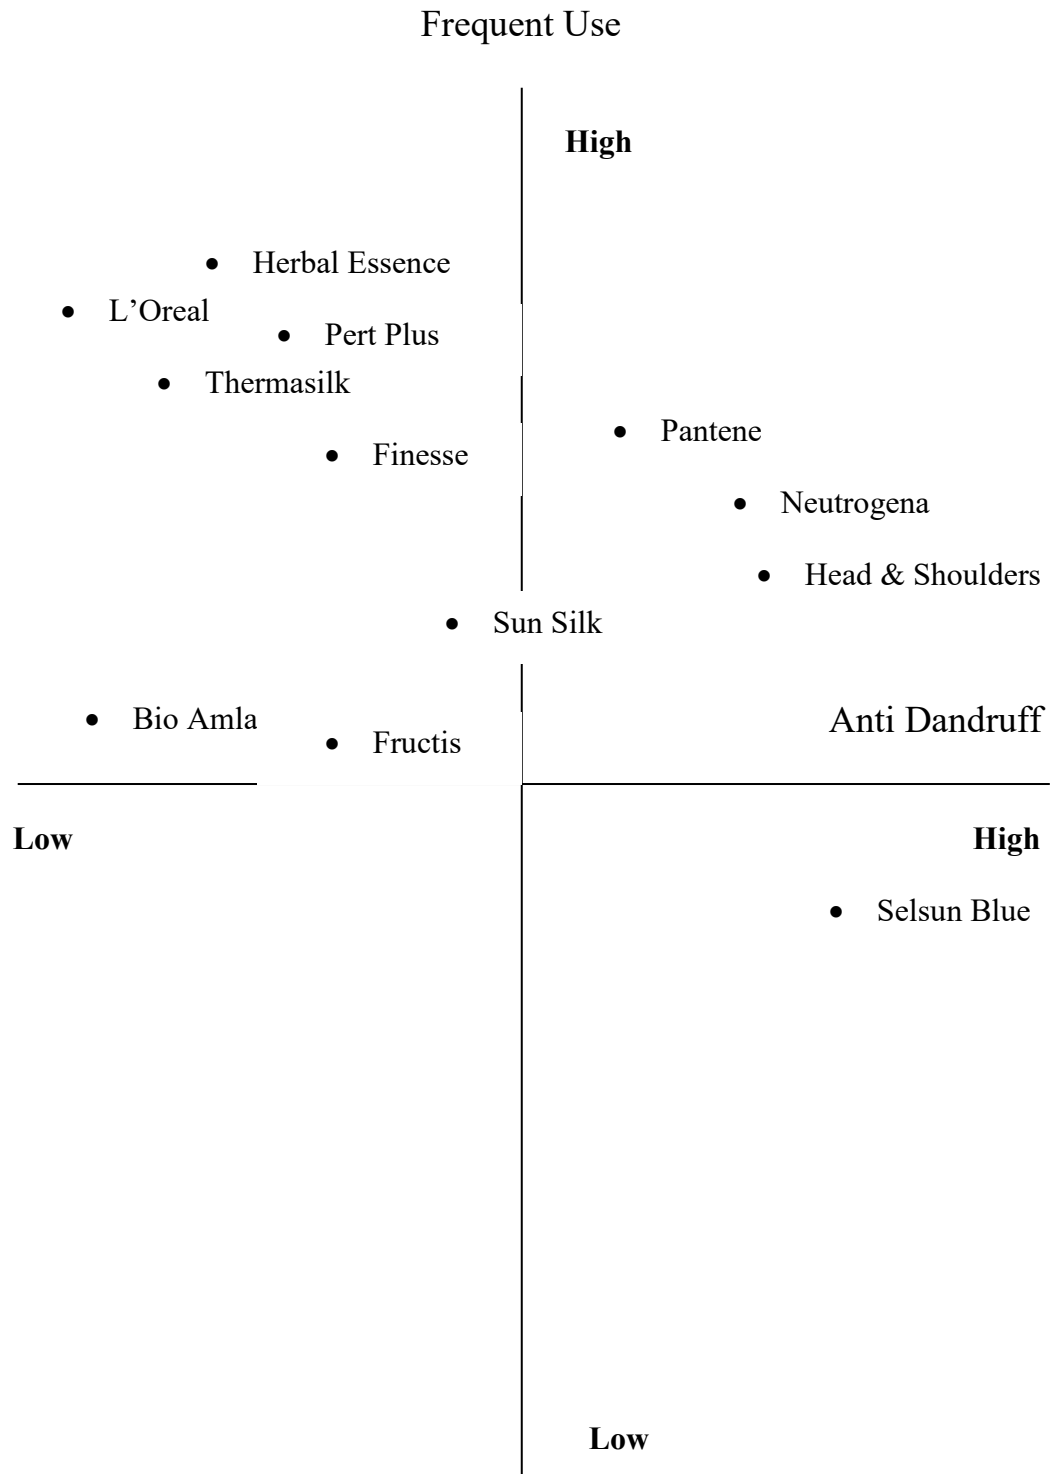 Frequent Use
High
• Herbal Essence
• L’Oreal
• Pert Plus
• Thermasilk
• Pantene
• Finesse
• Neutrogena
• Head & Shoulders
• Sun Silk
• Bio Amla
Anti Dandruff
• Fructis
Low
High
• Selsun Blue
Low